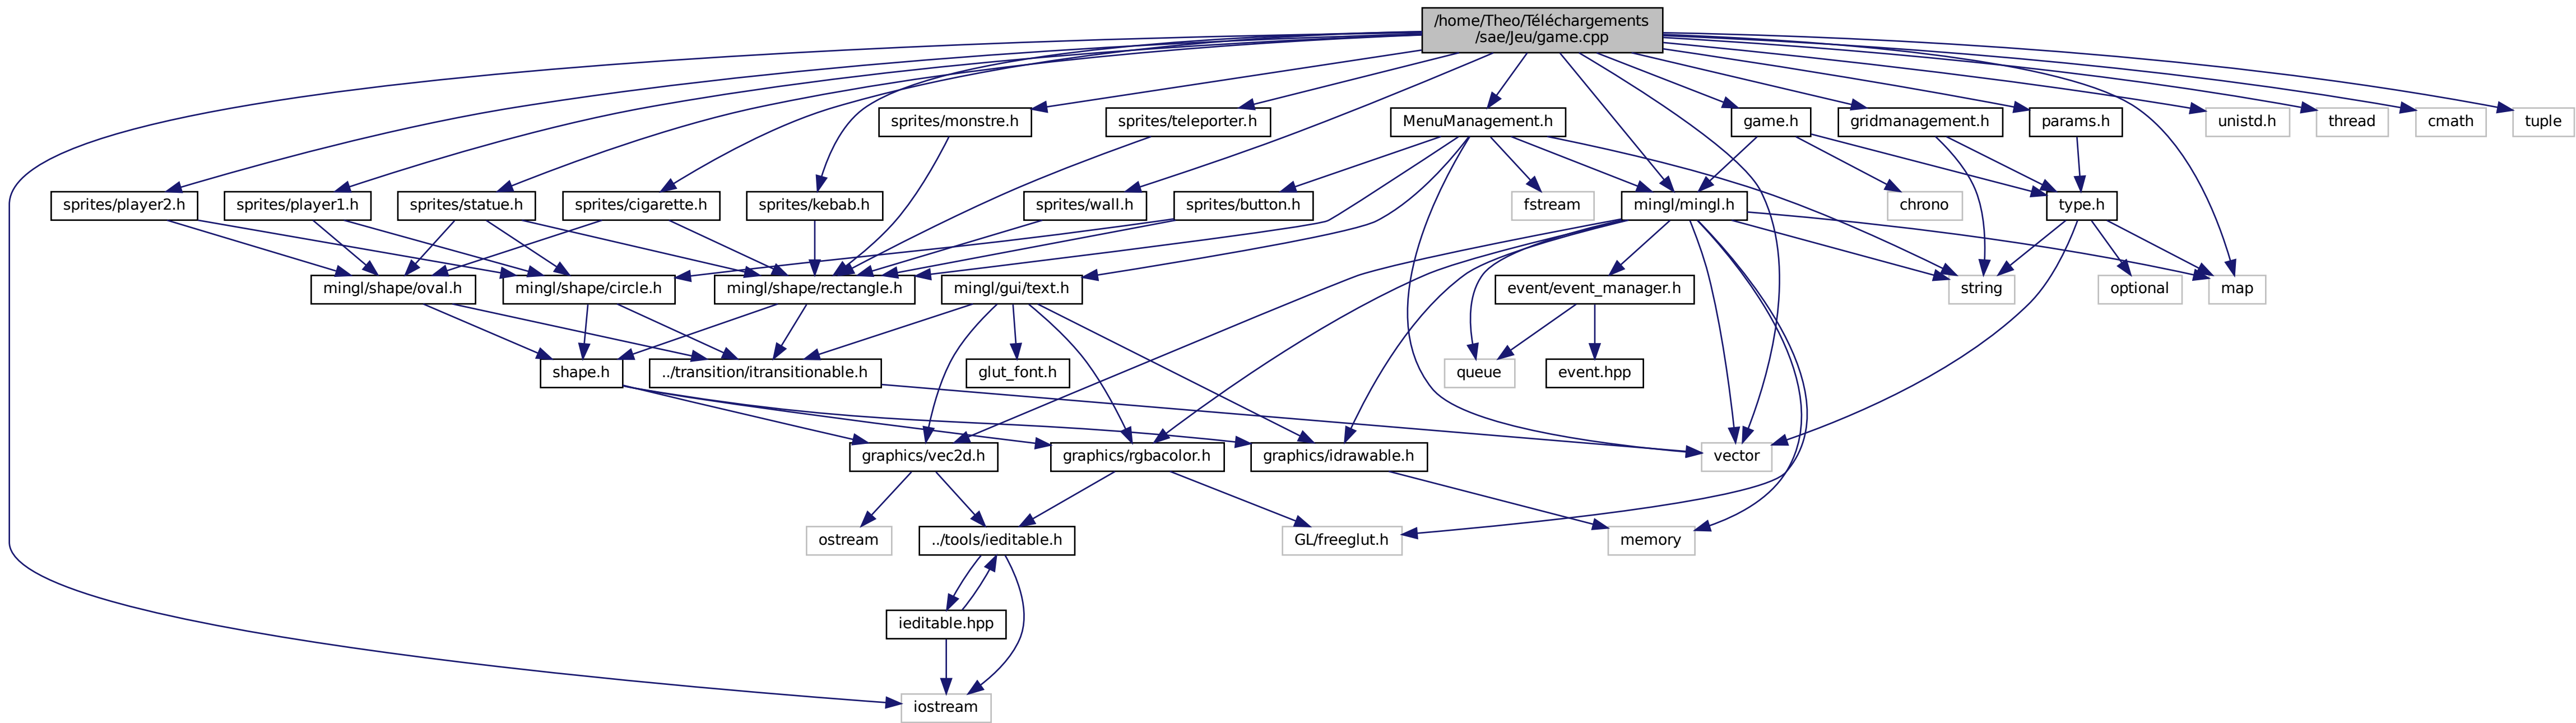 /home/Theo/Téléchargements
/sae/Jeu/game.cpp
sprites/monstre.h
sprites/teleporter.h
MenuManagement.h
game.h
gridmanagement.h
params.h
unistd.h
thread
cmath
tuple
sprites/player2.h
sprites/player1.h
sprites/statue.h
sprites/cigarette.h
sprites/kebab.h
sprites/wall.h
sprites/button.h
fstream
mingl/mingl.h
chrono
type.h
mingl/shape/oval.h
mingl/shape/circle.h
mingl/shape/rectangle.h
mingl/gui/text.h
event/event_manager.h
string
optional
map
shape.h
../transition/itransitionable.h
glut_font.h
queue
event.hpp
graphics/vec2d.h
graphics/rgbacolor.h
graphics/idrawable.h
vector
ostream
../tools/ieditable.h
GL/freeglut.h
memory
ieditable.hpp
iostream